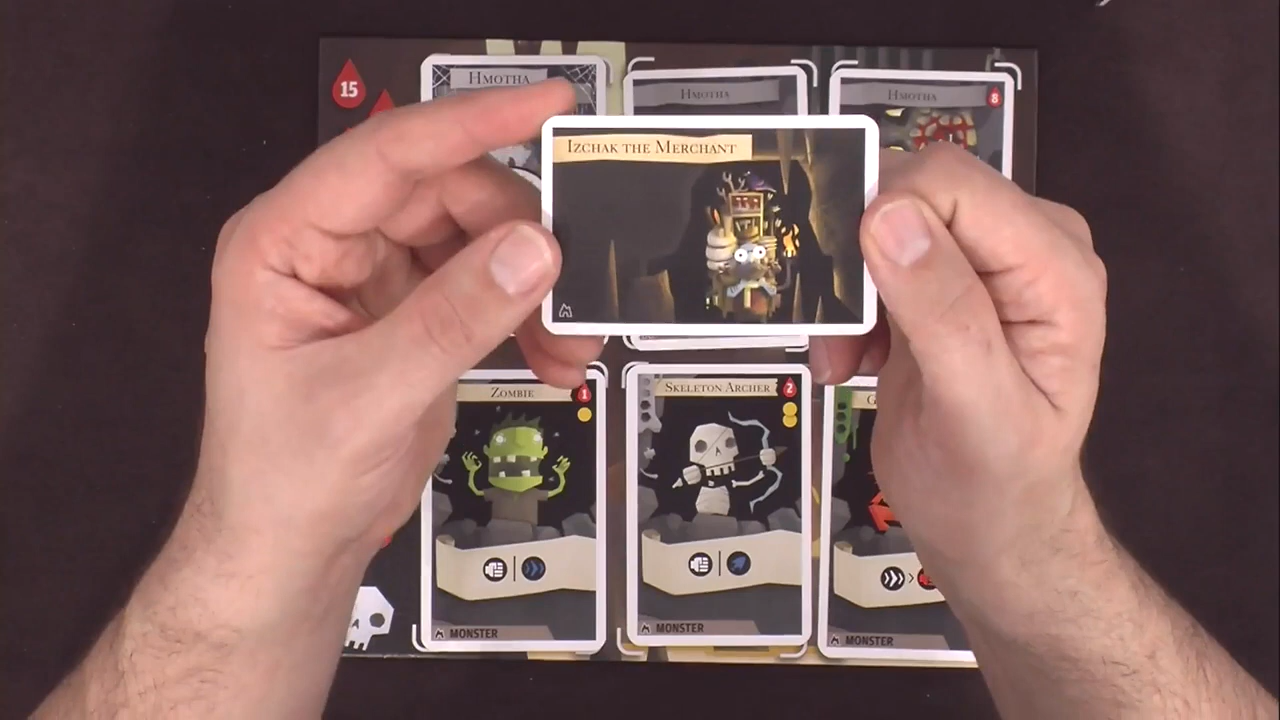 15
HMOTHA
HMOTHA
HMOTHA
8
IZCHAK THE MERCHANT
ZOMBIE
1
SKELETON ARCHER
2
G
MONSTER
MONSTER
MONSTER